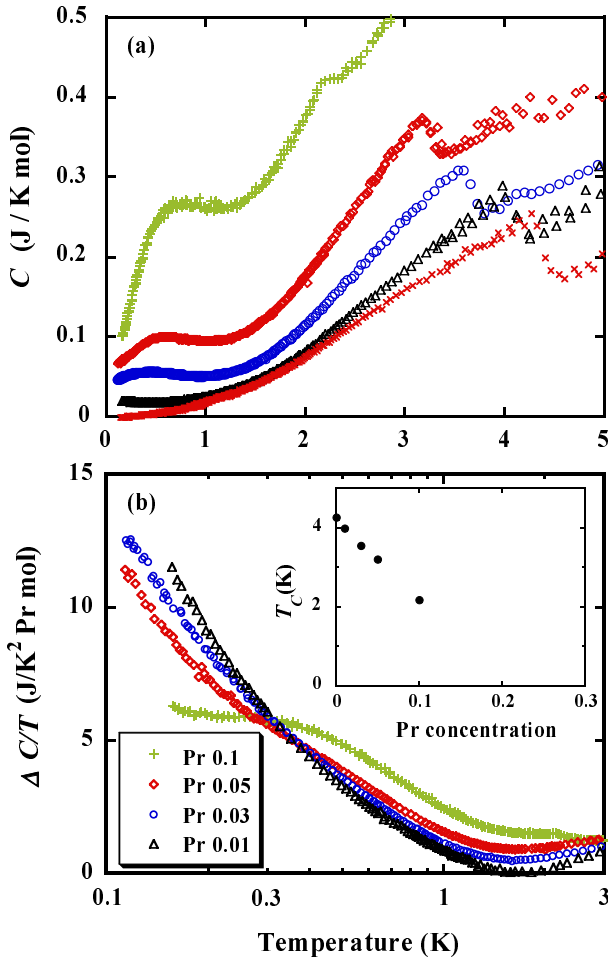 0.5
(a)
0.4
0.3
0.2
0.1
0
C (J / K mol)
0 1 2 3 4 5
15
(b)
10
5
0
Δ C/T (J/K² Pr mol)
4
2
0
T_C(K)
0 0.1 0.2 0.3
Pr concentration
Pr 0.1
Pr 0.05
Pr 0.03
Pr 0.01
0.1 0.3 1 3
Temperature (K)